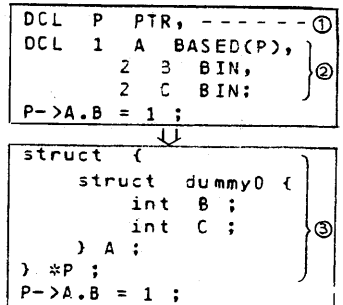 DCL P PTR, ------ ①
DCL 1 A BASED(P),
2 B BIN,
2 C BIN; ②
P->A.B = 1 ;
⇓
struct {
struct dummy0 {
int B ;
int C ; ③
} A ;
} *P ;
P->A.B = 1 ;